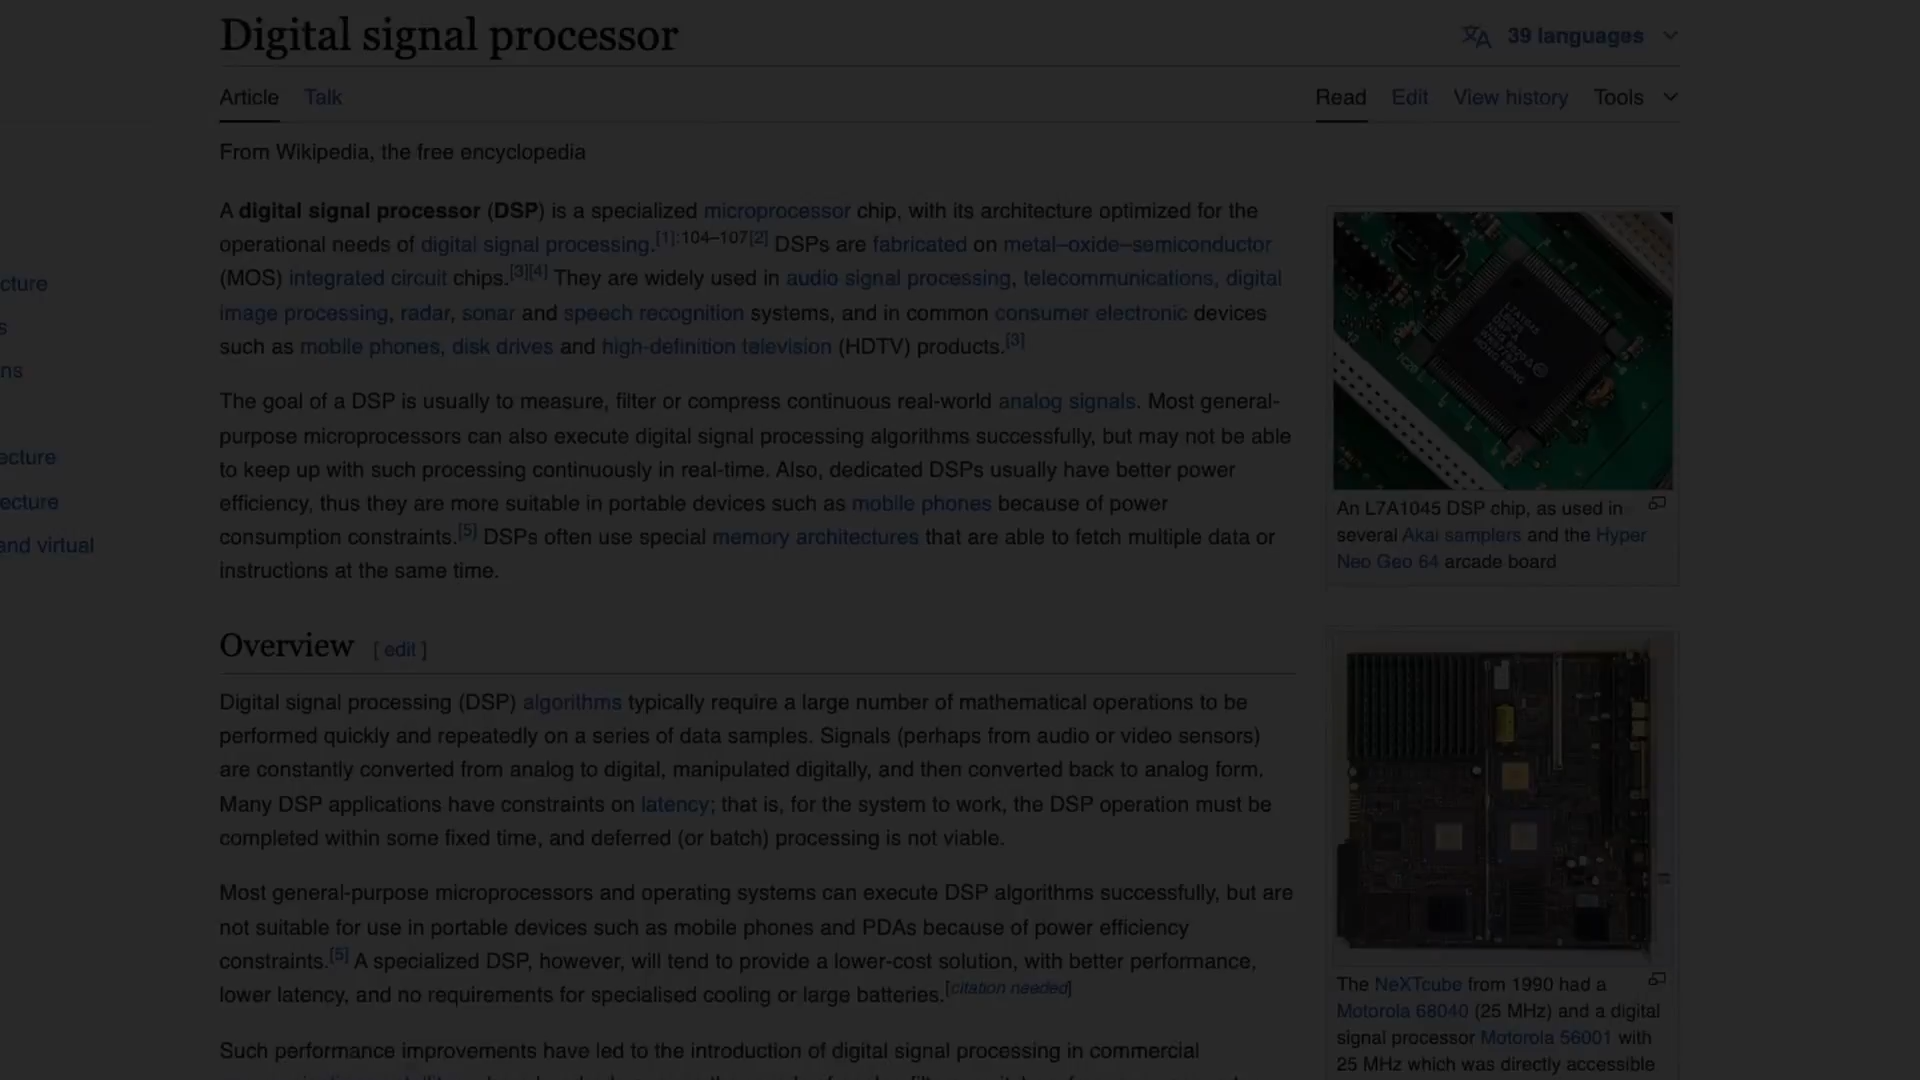 Digital signal processor
39 languages
Article Talk
Read Edit View history Tools
From Wikipedia, the free encyclopedia
A digital signal processor (DSP) is a specialized microprocessor chip, with its architecture optimized for the
operational needs of digital signal processing.[1]:104–107[2] DSPs are fabricated on metal–oxide–semiconductor
(MOS) integrated circuit chips.[3][4] They are widely used in audio signal processing, telecommunications, digital
image processing, radar, sonar and speech recognition systems, and in common consumer electronic devices
such as mobile phones, disk drives and high-definition television (HDTV) products.[3]
The goal of a DSP is usually to measure, filter or compress continuous real-world analog signals. Most general-
purpose microprocessors can also execute digital signal processing algorithms successfully, but may not be able
to keep up with such processing continuously in real-time. Also, dedicated DSPs usually have better power
efficiency, thus they are more suitable in portable devices such as mobile phones because of power
consumption constraints.[5] DSPs often use special memory architectures that are able to fetch multiple data or
instructions at the same time.
Overview [ edit ]
Digital signal processing (DSP) algorithms typically require a large number of mathematical operations to be
performed quickly and repeatedly on a series of data samples. Signals (perhaps from audio or video sensors)
are constantly converted from analog to digital, manipulated digitally, and then converted back to analog form.
Many DSP applications have constraints on latency; that is, for the system to work, the DSP operation must be
completed within some fixed time, and deferred (or batch) processing is not viable.
Most general-purpose microprocessors and operating systems can execute DSP algorithms successfully, but are
not suitable for use in portable devices such as mobile phones and PDAs because of power efficiency
constraints.[5] A specialized DSP, however, will tend to provide a lower-cost solution, with better performance,
lower latency, and no requirements for specialised cooling or large batteries.[citation needed]
Such performance improvements have led to the introduction of digital signal processing in commercial
cture
s
ns
ecture
ecture
and virtual
L7A1045
HONG KONG
An L7A1045 DSP chip, as used in
several Akai samplers and the Hyper
Neo Geo 64 arcade board
The NeXTcube from 1990 had a
Motorola 68040 (25 MHz) and a digital
signal processor Motorola 56001 with
25 MHz which was directly accessible